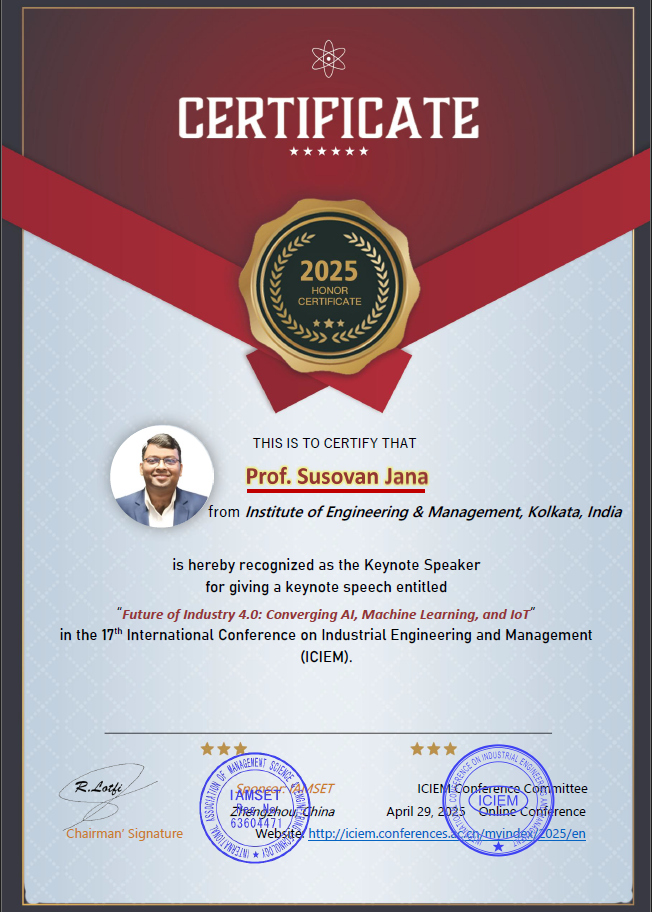 CERTIFICATE
2025
HONOR
CERTIFICATE
THIS IS TO CERTIFY THAT
Prof. Susovan Jana
from Institute of Engineering & Management, Kolkata, India
is hereby recognized as the Keynote Speaker
for giving a keynote speech entitled
“Future of Industry 4.0: Converging AI, Machine Learning, and IoT”
in the 17th International Conference on Industrial Engineering and Management
(ICIEM).
R.Lotfi
Chairman' Signature
Sponsor: IAMSET
Zhengzhou, China
INTERNATIONAL ASSOCIATION OF MANAGEMENT SCIENCE ENGINEERING TECHNOLOGY
IAMSET
Reg. No.
63604471
ICIEM Conference Committee
April 29, 2025 Online Conference
Website: http://iciem.conferences.ac.cn/myindex/2025/en
CONFERENCE ON INDUSTRIAL ENGINEERING AND MANAGEMENT
ICIEM